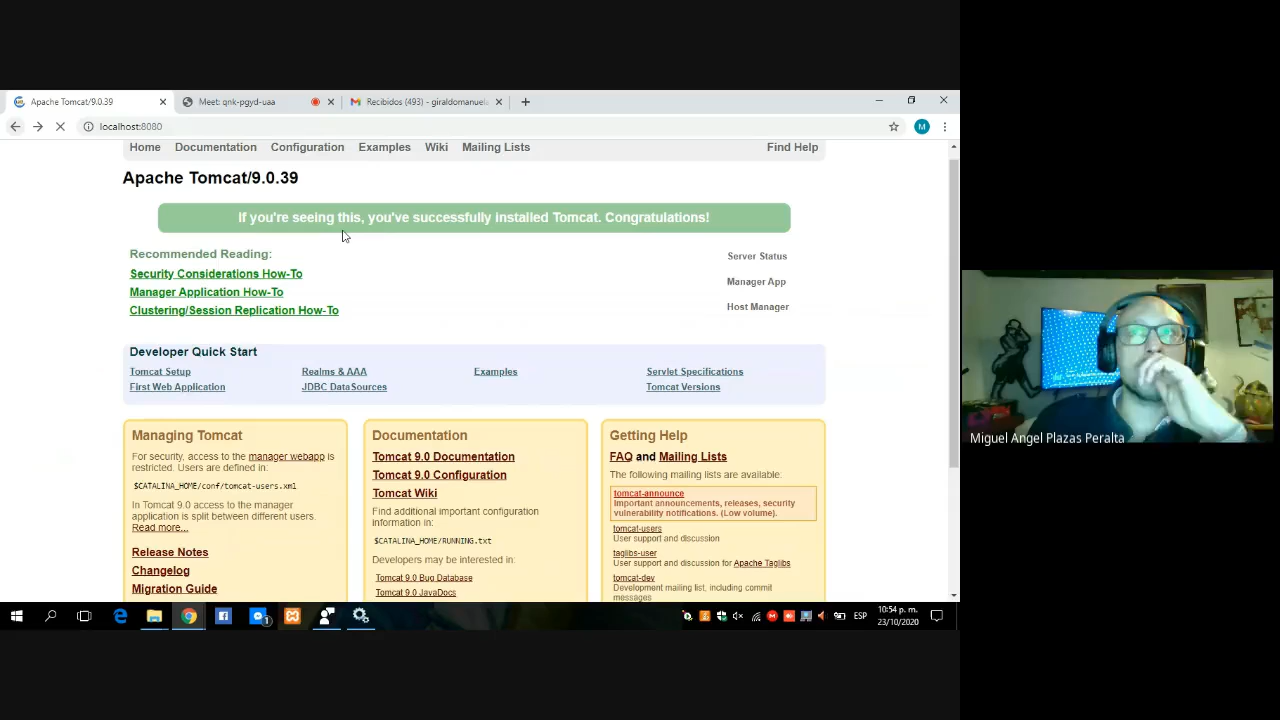 Apache Tomcat/9.0.39
Meet: qnk-pgyd-uaa
Recibidos (493) - giraldomanuela
localhost:8080
M
Home Documentation Configuration Examples Wiki Mailing Lists Find Help
Apache Tomcat/9.0.39
If you're seeing this, you've successfully installed Tomcat. Congratulations!
Recommended Reading:
Security Considerations How-To
Manager Application How-To
Clustering/Session Replication How-To
Server Status
Manager App
Host Manager
Developer Quick Start
Tomcat Setup
First Web Application
Realms & AAA
JDBC DataSources
Examples
Servlet Specifications
Tomcat Versions
Managing Tomcat
For security, access to the manager webapp is
restricted. Users are defined in:
$CATALINA_HOME/conf/tomcat-users.xml
In Tomcat 9.0 access to the manager
application is split between different users.
Read more...
Release Notes
Changelog
Migration Guide
Documentation
Tomcat 9.0 Documentation
Tomcat 9.0 Configuration
Tomcat Wiki
Find additional important configuration
information in:
$CATALINA_HOME/RUNNING.txt
Developers may be interested in:
Tomcat 9.0 Bug Database
Tomcat 9.0 JavaDocs
Getting Help
FAQ and Mailing Lists
The following mailing lists are available:
tomcat-announce
Important announcements, releases, security
vulnerability notifications. (Low volume).
tomcat-users
User support and discussion
taglibs-user
User support and discussion for Apache Taglibs
tomcat-dev
Development mailing list, including commit
messages
Miguel Angel Plazas Peralta
1
ESP
10:54 p. m.
23/10/2020